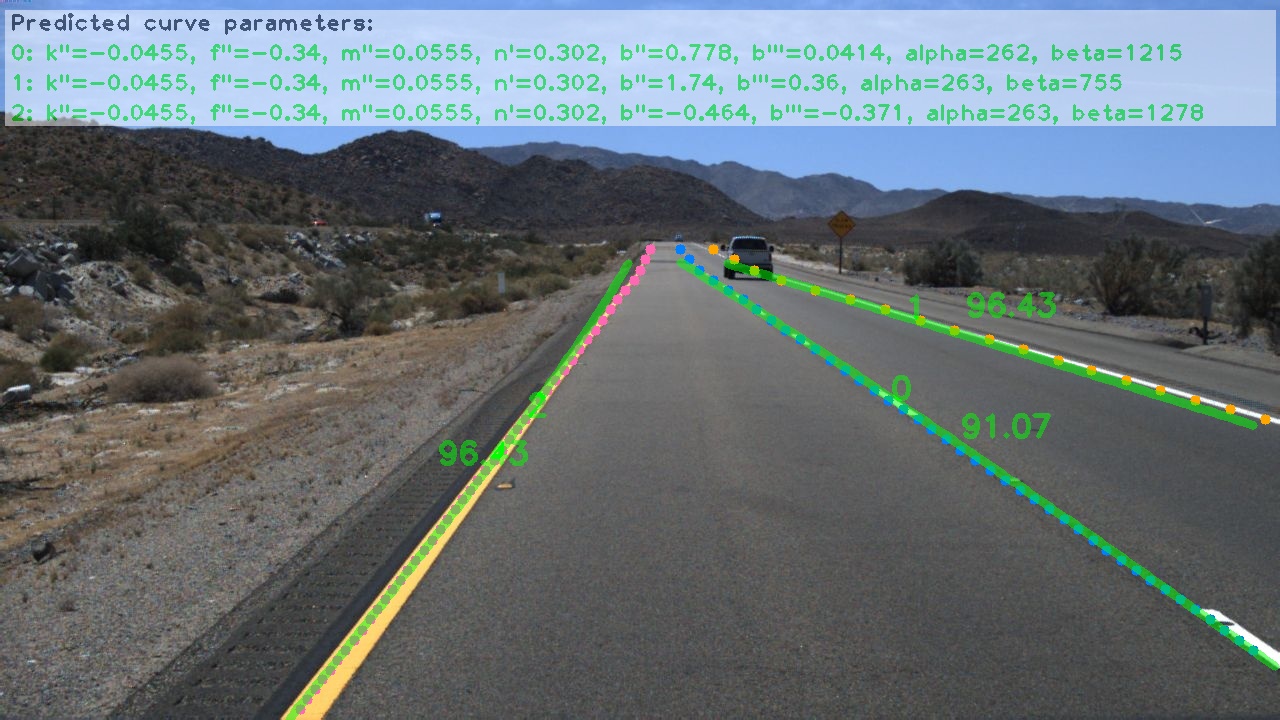 Predicted curve parameters:
0: k''=-0.0455, f''=-0.34, m''=0.0555, n'=0.302, b''=0.778, b'''=0.0414, alpha=262, beta=1215
1: k''=-0.0455, f''=-0.34, m''=0.0555, n'=0.302, b''=1.74, b'''=0.36, alpha=263, beta=755
2: k''=-0.0455, f''=-0.34, m''=0.0555, n'=0.302, b''=-0.464, b'''=-0.371, alpha=263, beta=1278
1 96.43
0
2
91.07